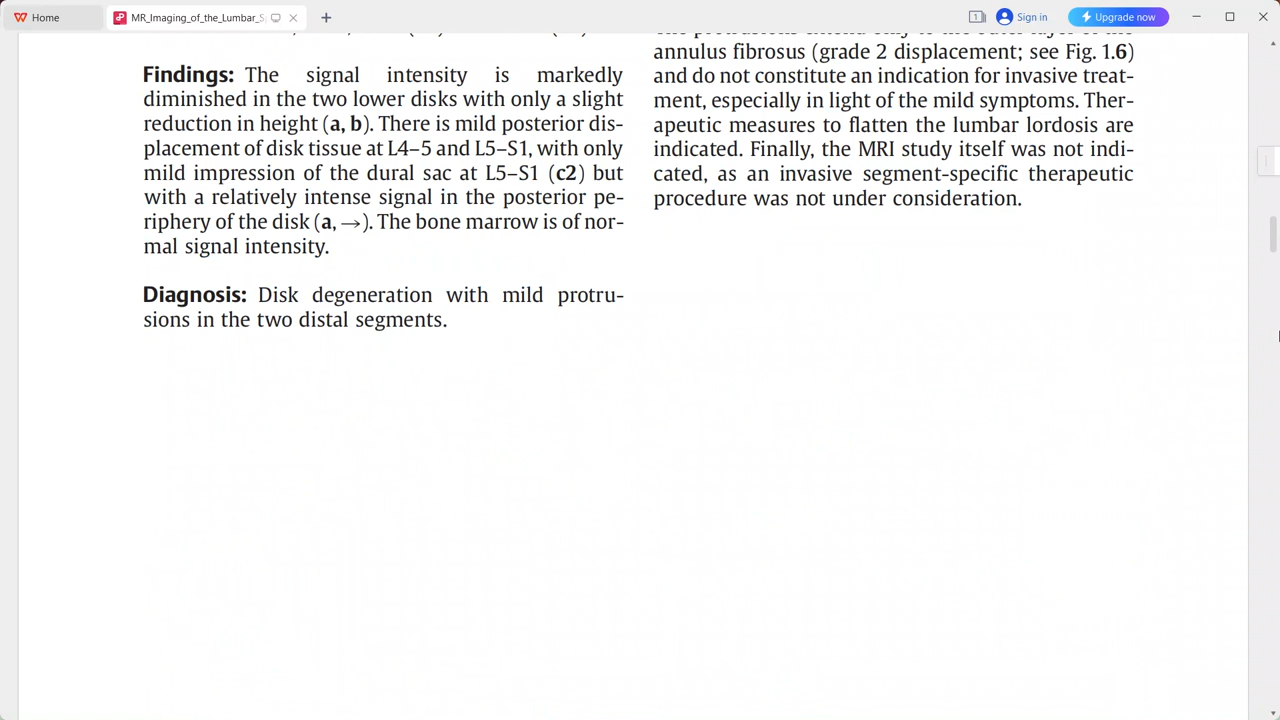 Home
MR_Imaging_of_the_Lumbar_S
1
Sign in
Upgrade now
Findings: The signal intensity is markedly
diminished in the two lower disks with only a slight
reduction in height (a, b). There is mild posterior dis-
placement of disk tissue at L4–5 and L5–S1, with only
mild impression of the dural sac at L5–S1 (c2) but
with a relatively intense signal in the posterior pe-
riphery of the disk (a, →). The bone marrow is of nor-
mal signal intensity.
Diagnosis: Disk degeneration with mild protru-
sions in the two distal segments.
annulus fibrosus (grade 2 displacement; see Fig. 1.6)
and do not constitute an indication for invasive treat-
ment, especially in light of the mild symptoms. Ther-
apeutic measures to flatten the lumbar lordosis are
indicated. Finally, the MRI study itself was not indi-
cated, as an invasive segment-specific therapeutic
procedure was not under consideration.